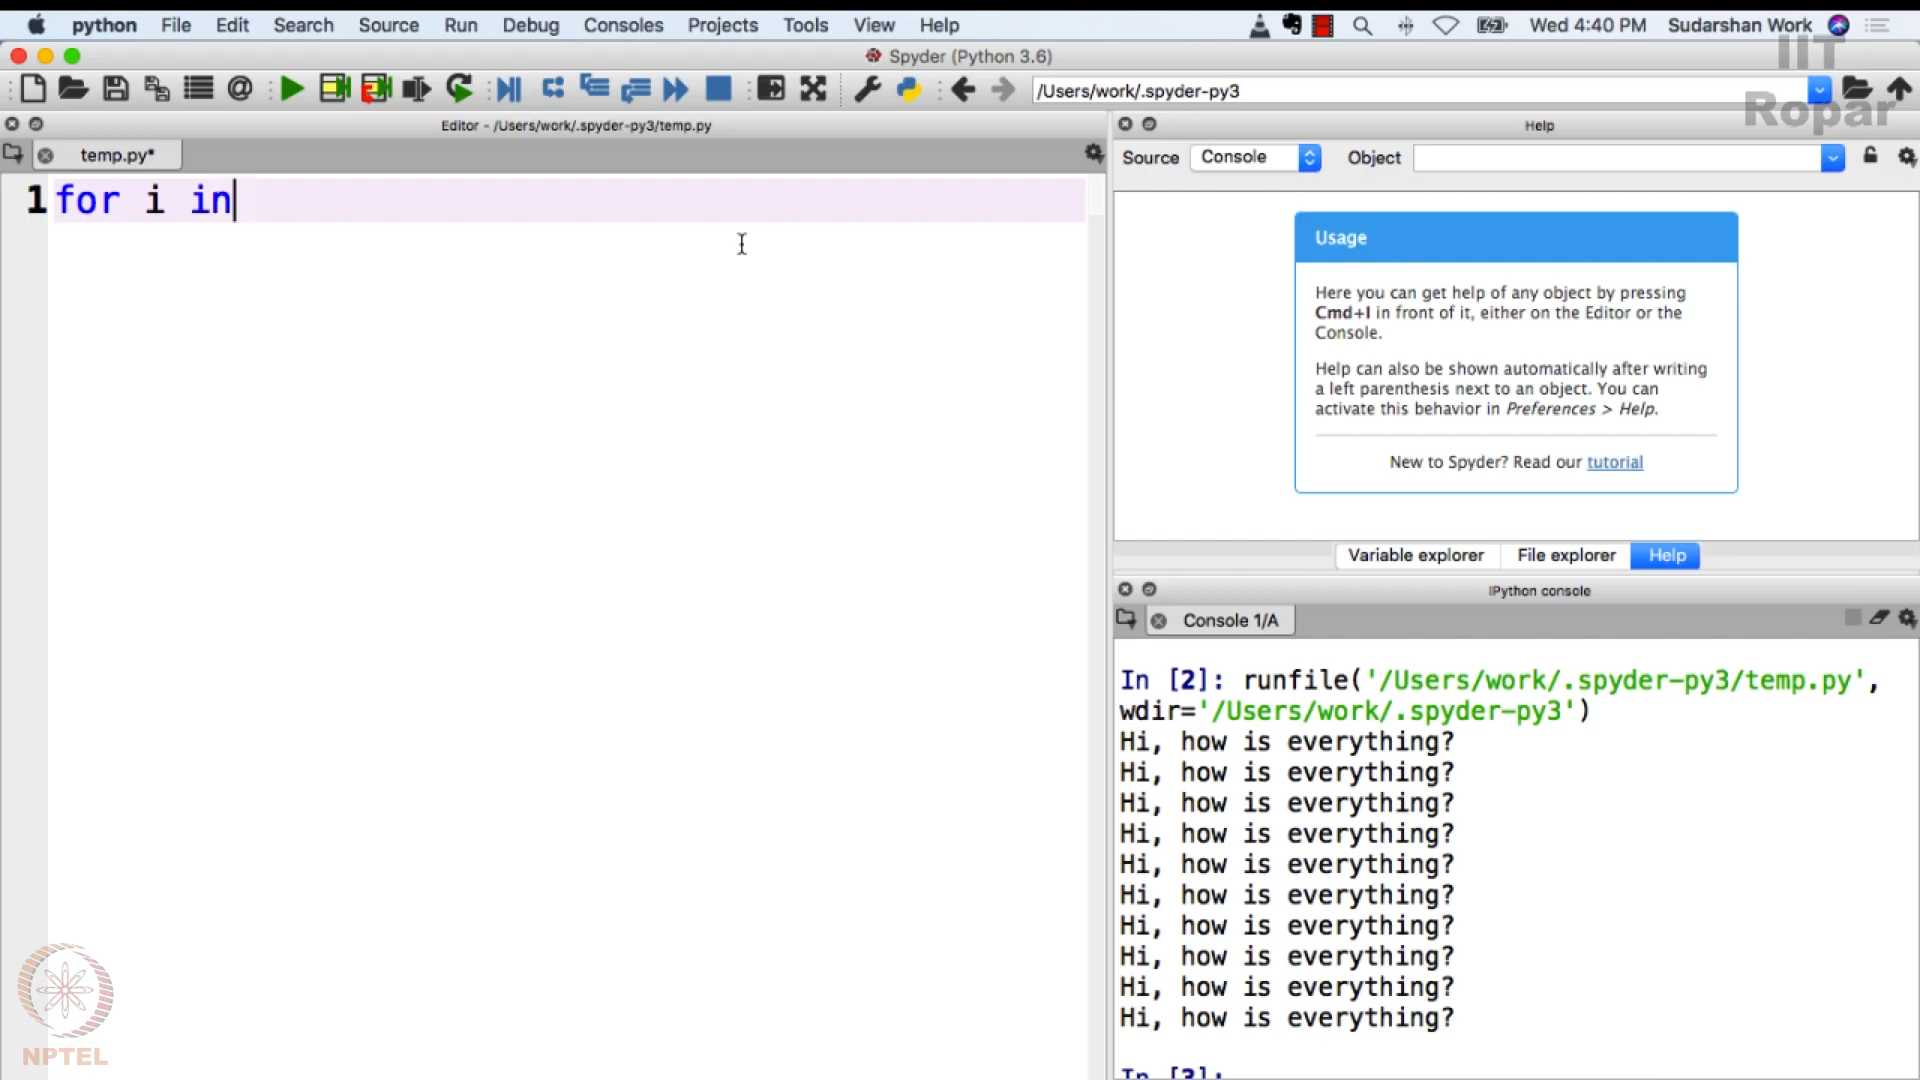 python File Edit Search Source Run Debug Consoles Projects Tools View Help Wed 4:40 PM Sudarshan Work
Spyder (Python 3.6)
IIT
Ropar
/Users/work/.spyder-py3
Editor - /Users/work/.spyder-py3/temp.py
temp.py*
1 for i in
Help
Source Console Object
Usage
Here you can get help of any object by pressing
Cmd+I in front of it, either on the Editor or the
Console.
Help can also be shown automatically after writing
a left parenthesis next to an object. You can
activate this behavior in Preferences > Help.
New to Spyder? Read our tutorial
Variable explorer File explorer Help
IPython console
Console 1/A
In [2]: runfile('/Users/work/.spyder-py3/temp.py',
wdir='/Users/work/.spyder-py3')
Hi, how is everything?
Hi, how is everything?
Hi, how is everything?
Hi, how is everything?
Hi, how is everything?
Hi, how is everything?
Hi, how is everything?
Hi, how is everything?
Hi, how is everything?
Hi, how is everything?
In [3]:
NPTEL